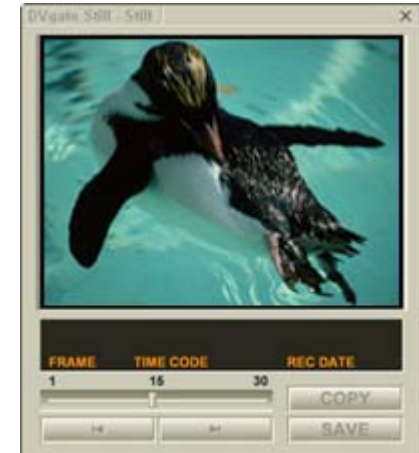 DVgate Still - Still
FRAME TIME CODE REC DATE
1 15 30
COPY
SAVE